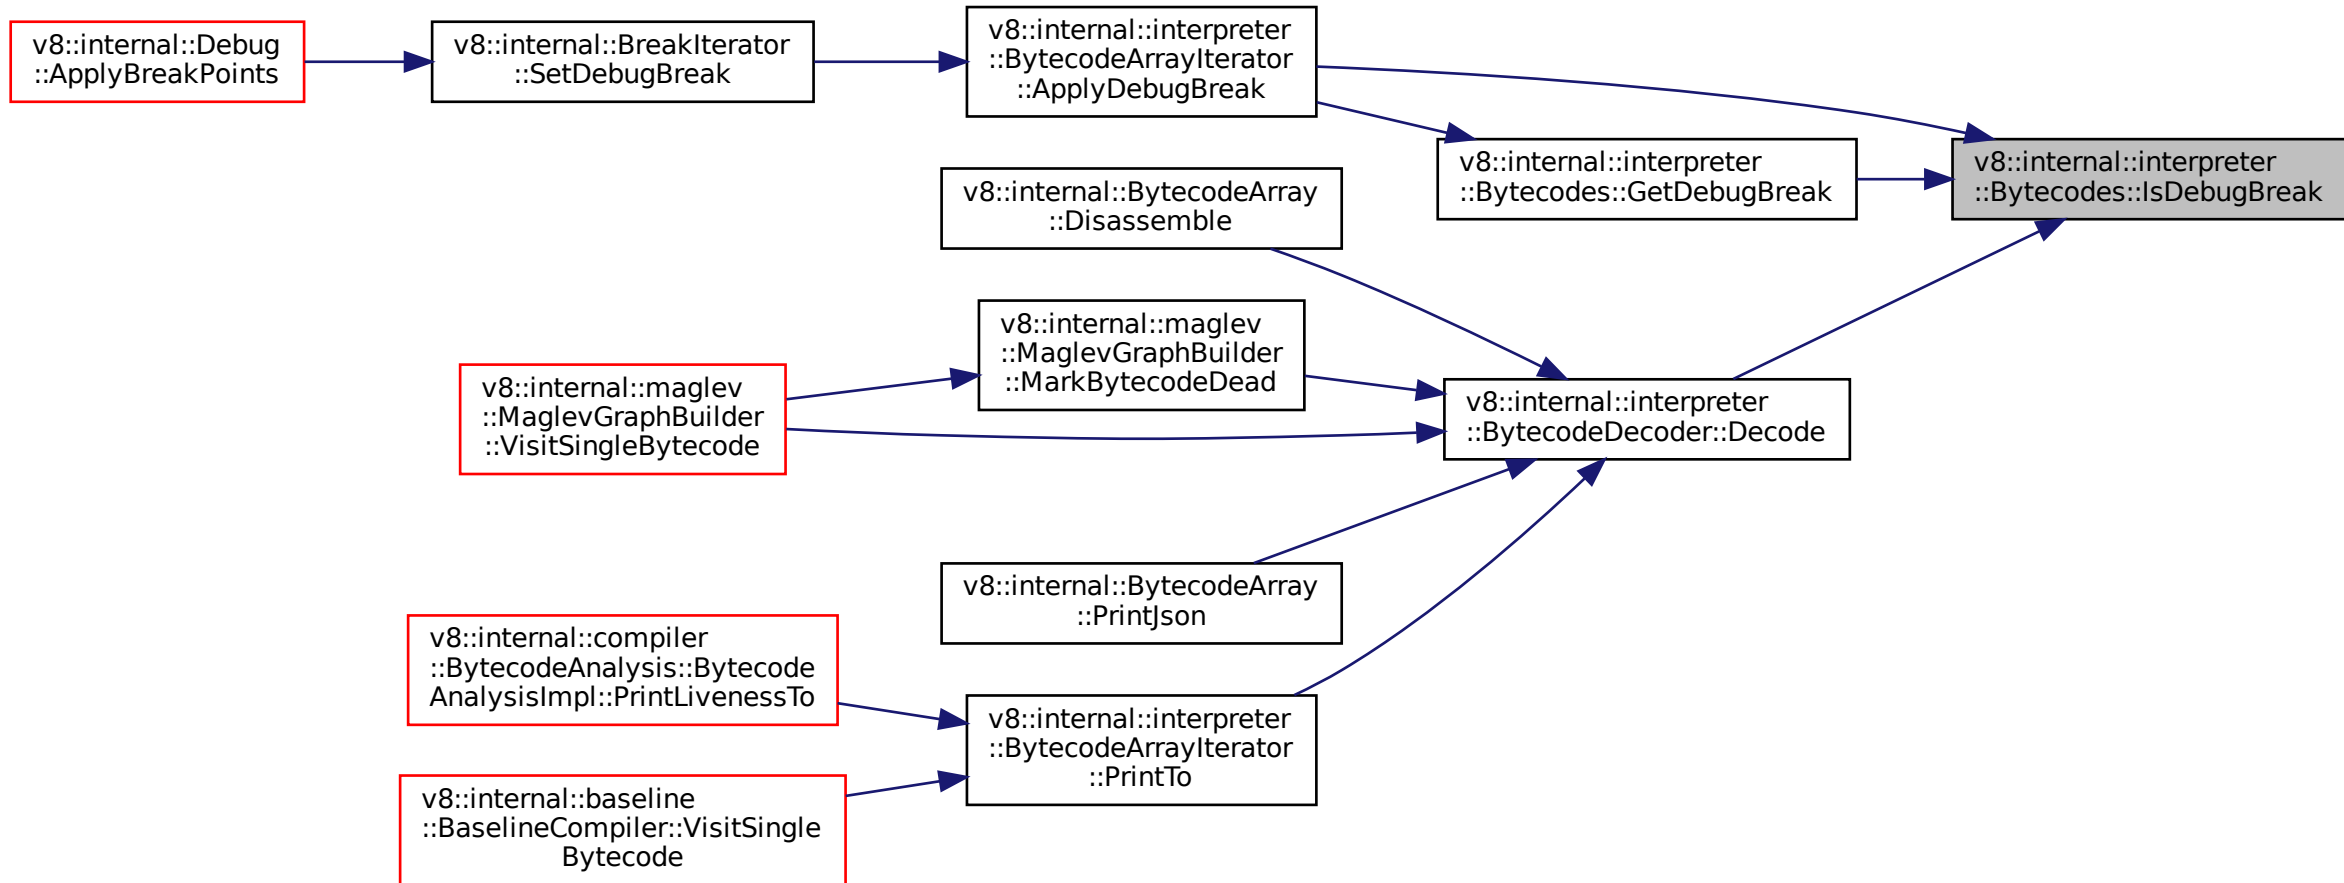 v8::internal::Debug
::ApplyBreakPoints
v8::internal::BreakIterator
::SetDebugBreak
v8::internal::interpreter
::BytecodeArrayIterator
::ApplyDebugBreak
v8::internal::interpreter
::Bytecodes::GetDebugBreak
v8::internal::interpreter
::Bytecodes::IsDebugBreak
v8::internal::BytecodeArray
::Disassemble
v8::internal::maglev
::MaglevGraphBuilder
::MarkBytecodeDead
v8::internal::maglev
::MaglevGraphBuilder
::VisitSingleBytecode
v8::internal::interpreter
::BytecodeDecoder::Decode
v8::internal::BytecodeArray
::PrintJson
v8::internal::compiler
::BytecodeAnalysis::Bytecode
AnalysisImpl::PrintLivenessTo
v8::internal::interpreter
::BytecodeArrayIterator
::PrintTo
v8::internal::baseline
::BaselineCompiler::VisitSingle
Bytecode